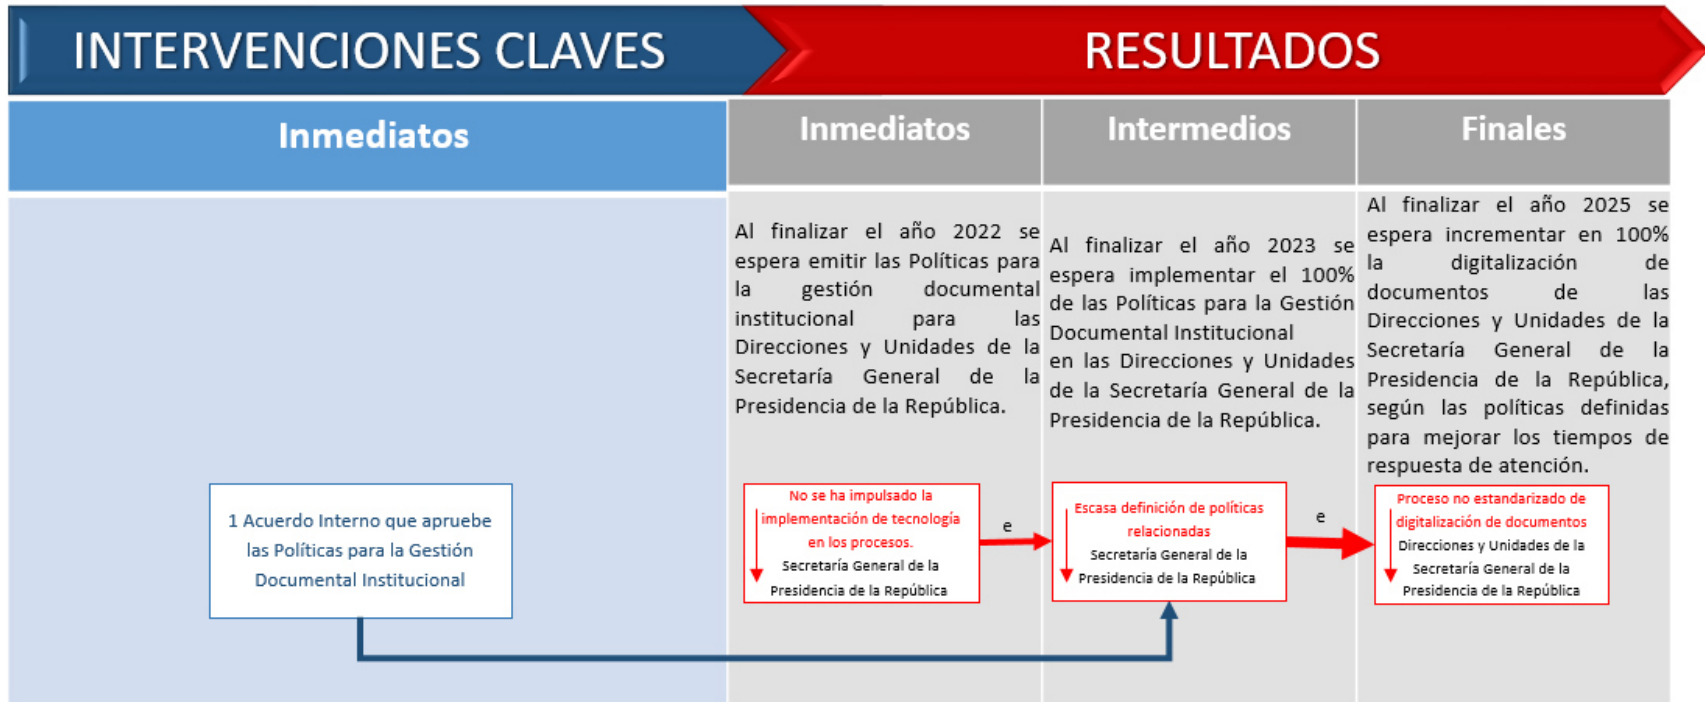 INTERVENCIONES CLAVES
RESULTADOS
Inmediatos
Inmediatos
Intermedios
Finales
Al finalizar el año 2022 se
espera emitir las Políticas para
la gestión documental
institucional para las
Direcciones y Unidades de la
Secretaría General de la
Presidencia de la República.
Al finalizar el año 2023 se
espera implementar el 100%
de las Políticas para la Gestión
Documental Institucional
en las Direcciones y Unidades
de la Secretaría General de la
Presidencia de la República.
Al finalizar el año 2025 se
espera incrementar en 100%
la digitalización de
documentos de las
Direcciones y Unidades de la
Secretaría General de la
Presidencia de la República,
según las políticas definidas
para mejorar los tiempos de
respuesta de atención.
1 Acuerdo Interno que apruebe
las Políticas para la Gestión
Documental Institucional
No se ha impulsado la
implementación de tecnología
en los procesos.
Secretaría General de la
Presidencia de la República
e
Escasa definición de políticas
relacionadas
Secretaría General de la
Presidencia de la República
e
Proceso no estandarizado de
digitalización de documentos
Direcciones y Unidades de la
Secretaría General de la
Presidencia de la República